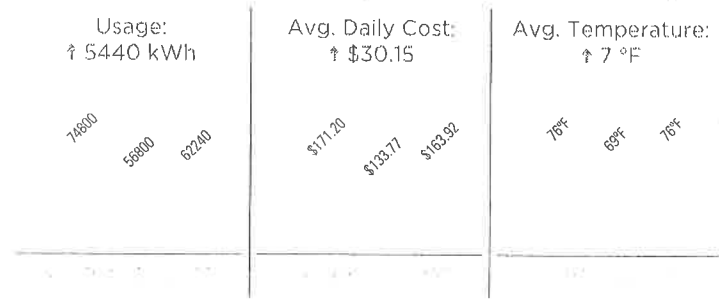 Usage:
↑ 5440 kWh
74800
56800
62240
Avg. Daily Cost:
↑ $30.15
$171.20
$133.77
$163.92
Avg. Temperature:
↑ 7 °F
76°F
69°F
76°F